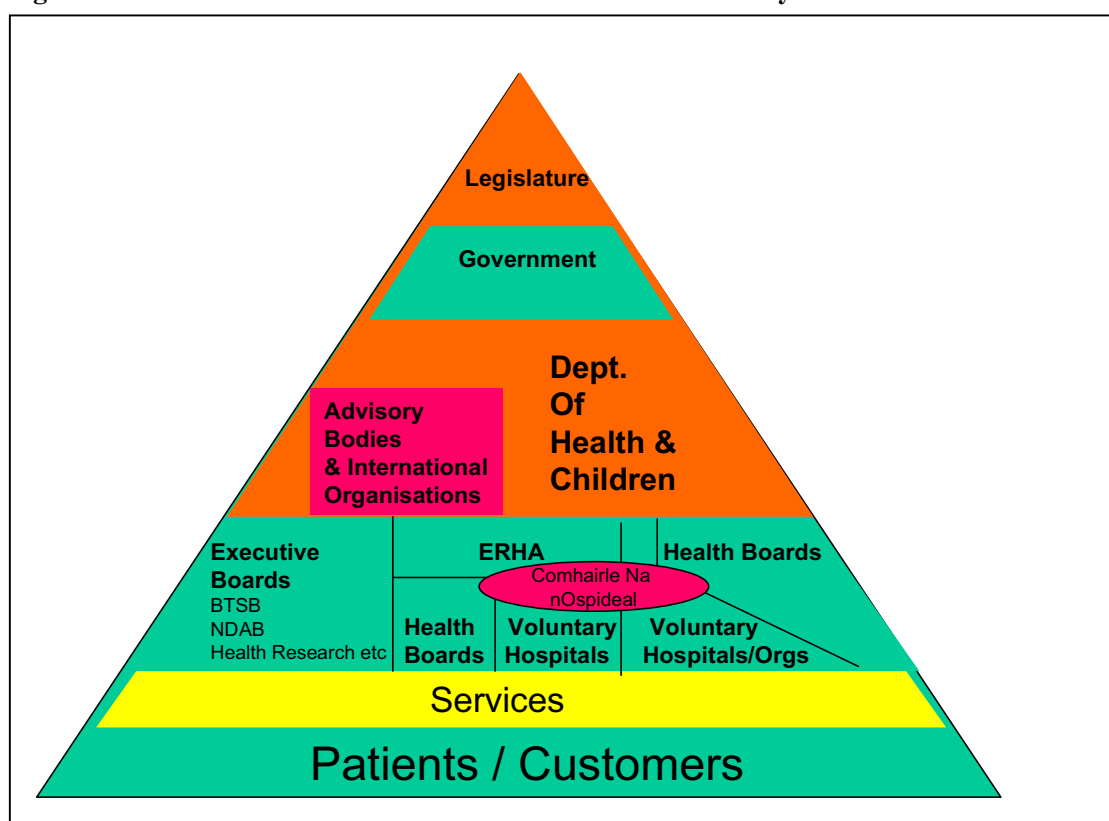 Legislature
Government
Dept.
Of
Health &
Children
Advisory
Bodies
& International
Organisations
Executive
Boards
BTSB
NDAB
Health Research etc
ERHA
Health Boards
Comhairle Na
nOspideal
Health
Boards
Voluntary
Hospitals
Voluntary
Hospitals/Orgs
Services
Patients / Customers